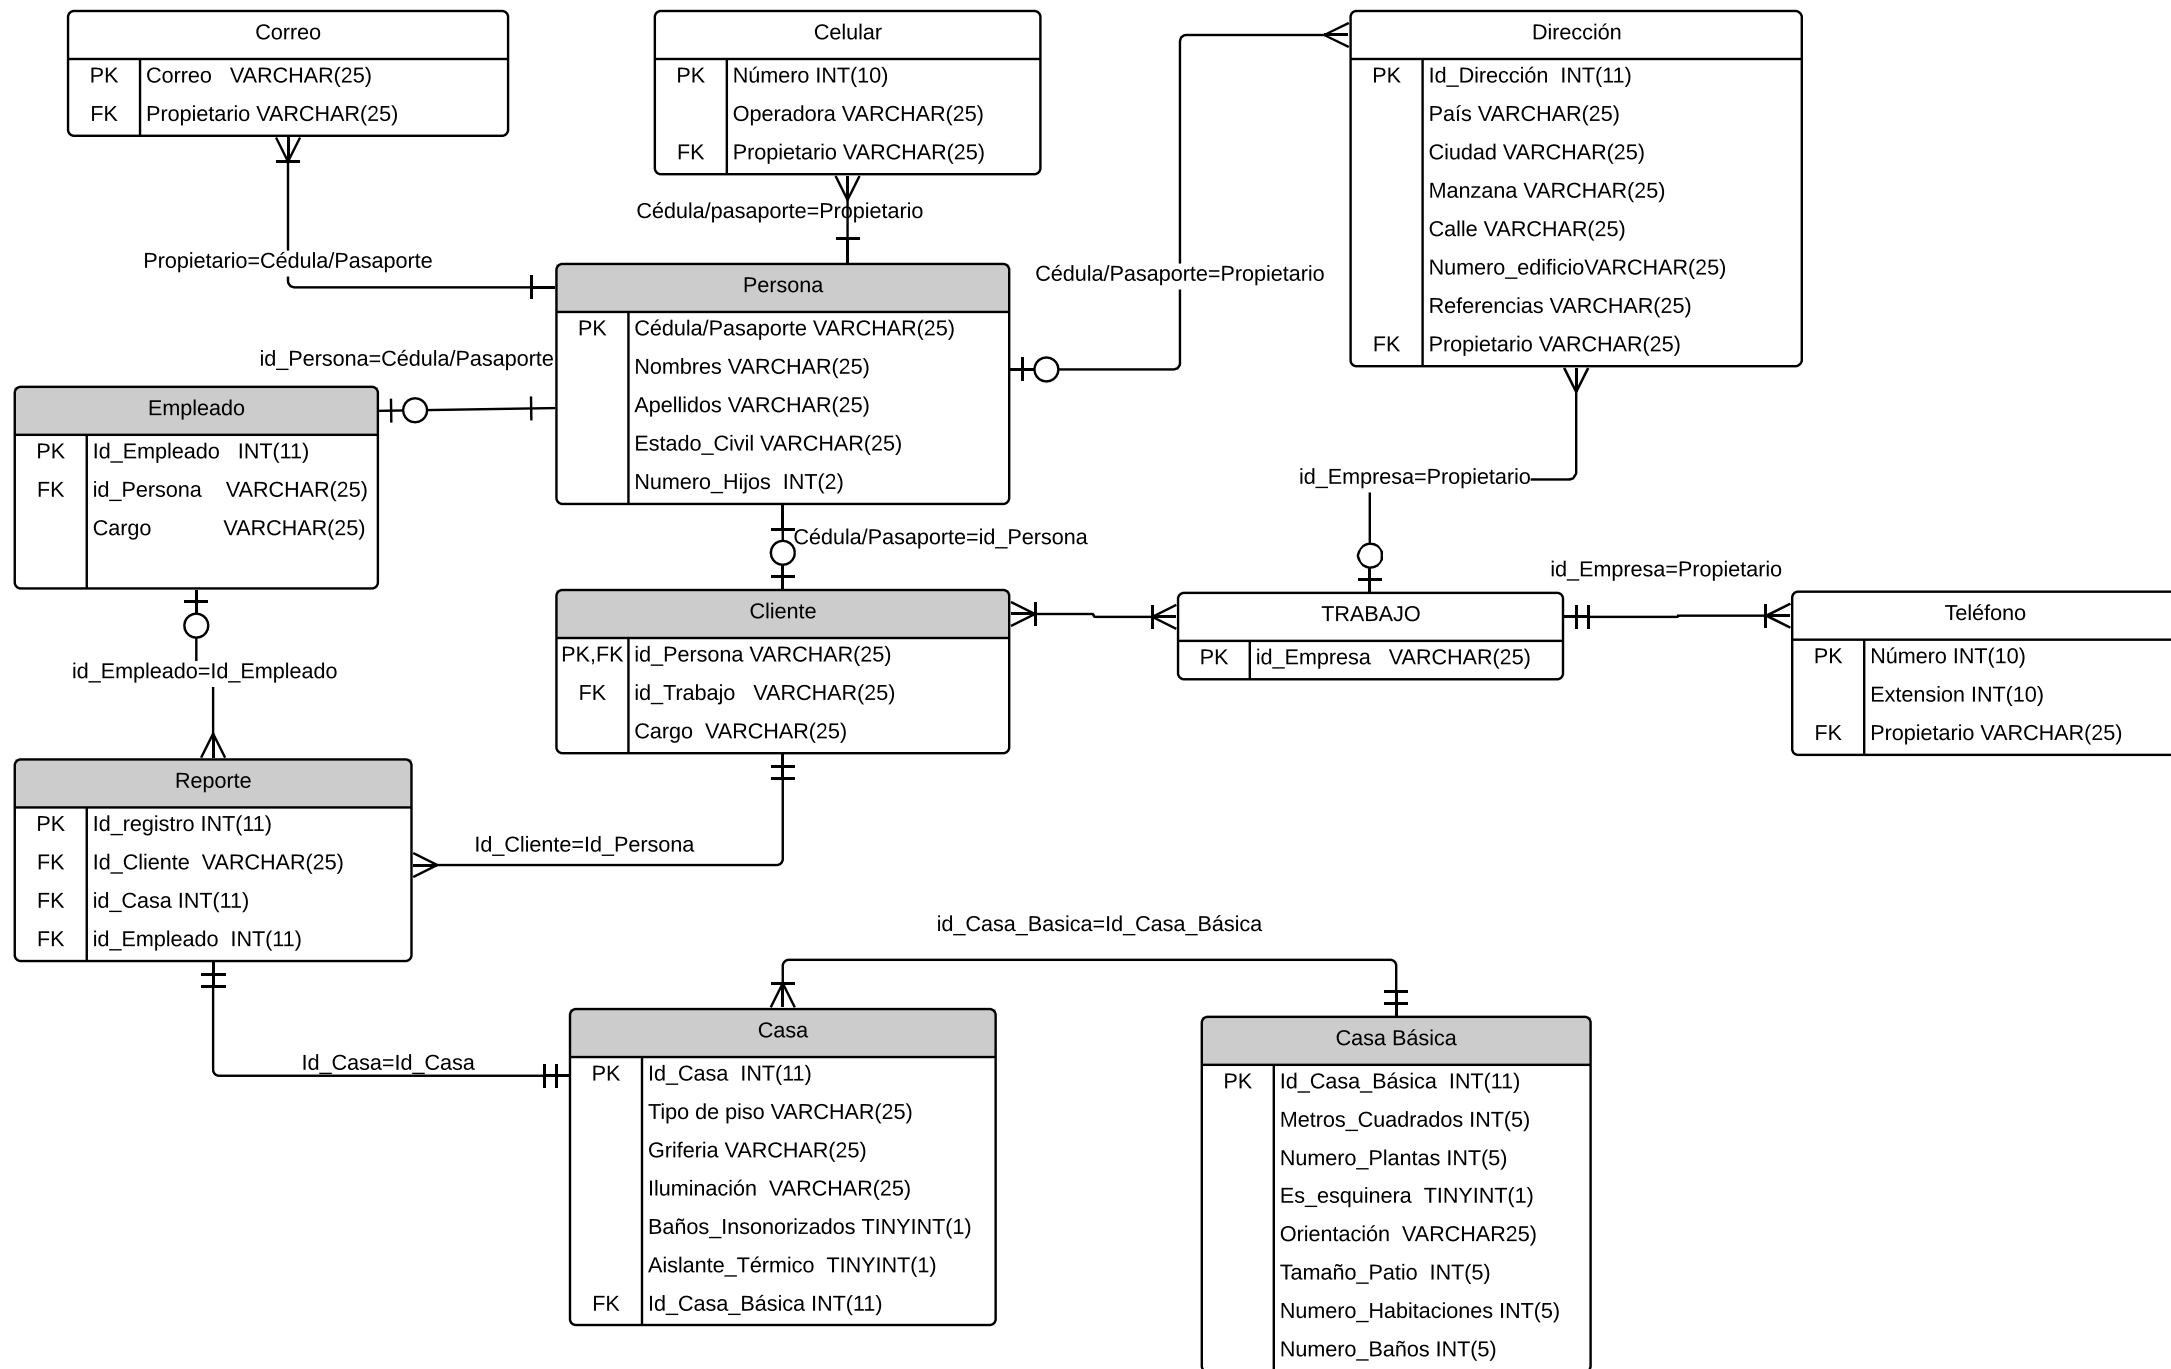 Correo
PK Correo VARCHAR(25)
FK Propietario VARCHAR(25)
Celular
PK Número INT(10)
Operadora VARCHAR(25)
FK Propietario VARCHAR(25)
Dirección
PK Id_Dirección INT(11)
País VARCHAR(25)
Ciudad VARCHAR(25)
Manzana VARCHAR(25)
Calle VARCHAR(25)
Numero_edificioVARCHAR(25)
Referencias VARCHAR(25)
FK Propietario VARCHAR(25)
Cédula/pasaporte=Propietario
Propietario=Cédula/Pasaporte
Cédula/Pasaporte=Propietario
Persona
PK Cédula/Pasaporte VARCHAR(25)
Nombres VARCHAR(25)
Apellidos VARCHAR(25)
Estado_Civil VARCHAR(25)
Numero_Hijos INT(2)
id_Persona=Cédula/Pasaporte
Empleado
PK Id_Empleado INT(11)
FK id_Persona VARCHAR(25)
Cargo VARCHAR(25)
id_Empresa=Propietario
Cédula/Pasaporte=id_Persona
id_Empresa=Propietario
Cliente
PK,FK id_Persona VARCHAR(25)
FK id_Trabajo VARCHAR(25)
Cargo VARCHAR(25)
TRABAJO
PK id_Empresa VARCHAR(25)
Teléfono
PK Número INT(10)
Extension INT(10)
FK Propietario VARCHAR(25)
id_Empleado=Id_Empleado
Reporte
PK Id_registro INT(11)
FK Id_Cliente VARCHAR(25)
FK id_Casa INT(11)
FK id_Empleado INT(11)
Id_Cliente=Id_Persona
id_Casa_Basica=Id_Casa_Básica
Id_Casa=Id_Casa
Casa
PK Id_Casa INT(11)
Tipo de piso VARCHAR(25)
Griferia VARCHAR(25)
Iluminación VARCHAR(25)
Baños_Insonorizados TINYINT(1)
Aislante_Térmico TINYINT(1)
FK Id_Casa_Básica INT(11)
Casa Básica
PK Id_Casa_Básica INT(11)
Metros_Cuadrados INT(5)
Numero_Plantas INT(5)
Es_esquinera TINYINT(1)
Orientación VARCHAR25)
Tamaño_Patio INT(5)
Numero_Habitaciones INT(5)
Numero_Baños INT(5)